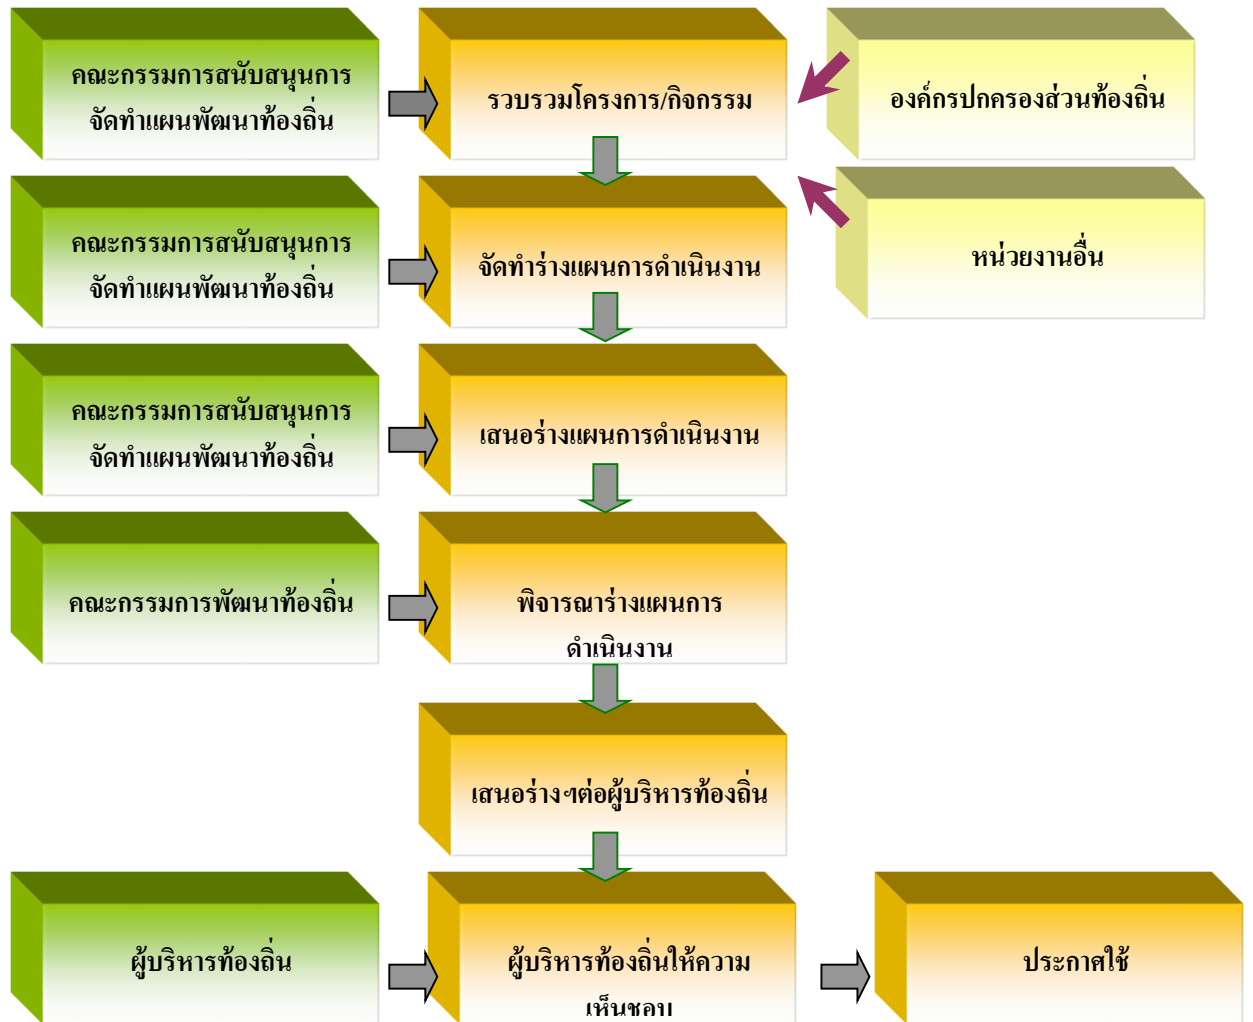 คณะกรรมการสนับสนุนการ
จัดทำแผนพัฒนาท้องถิ่น
รวบรวมโครงการ/กิจกรรม
องค์กรปกครองส่วนท้องถิ่น
คณะกรรมการสนับสนุนการ
จัดทำแผนพัฒนาท้องถิ่น
จัดทำร่างแผนการดำเนินงาน
หน่วยงานอื่น
คณะกรรมการสนับสนุนการ
จัดทำแผนพัฒนาท้องถิ่น
เสนอร่างแผนการดำเนินงาน
คณะกรรมการพัฒนาท้องถิ่น
พิจารณาร่างแผนการ
ดำเนินงาน
เสนอร่างฯต่อผู้บริหารท้องถิ่น
ผู้บริหารท้องถิ่น
ผู้บริหารท้องถิ่นให้ความ
เห็นชอบ
ประกาศใช้